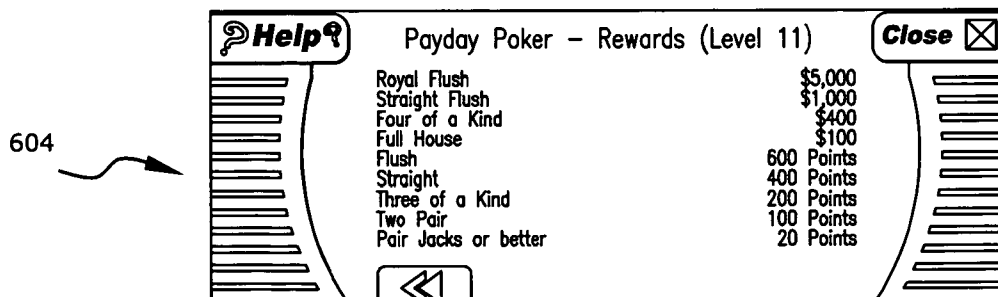 Help Payday Poker – Rewards (Level 11) Close
Royal Flush $5,000
Straight Flush $1,000
Four of a Kind $400
Full House $100
604 Flush 600 Points
Straight 400 Points
Three of a Kind 200 Points
Two Pair 100 Points
Pair Jacks or better 20 Points